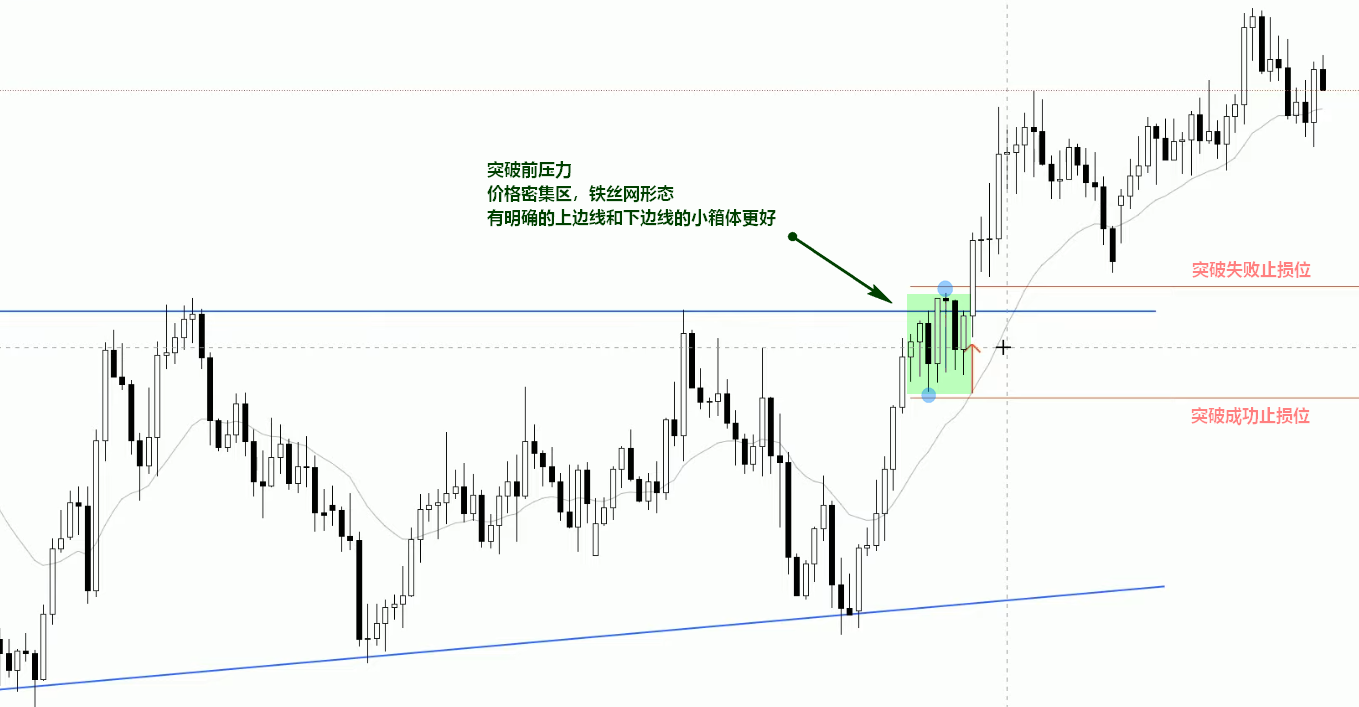 突破前压力
价格密集区，铁丝网形态
有明确的上边线和下边线的小箱体更好
突破失败止损位
突破成功止损位